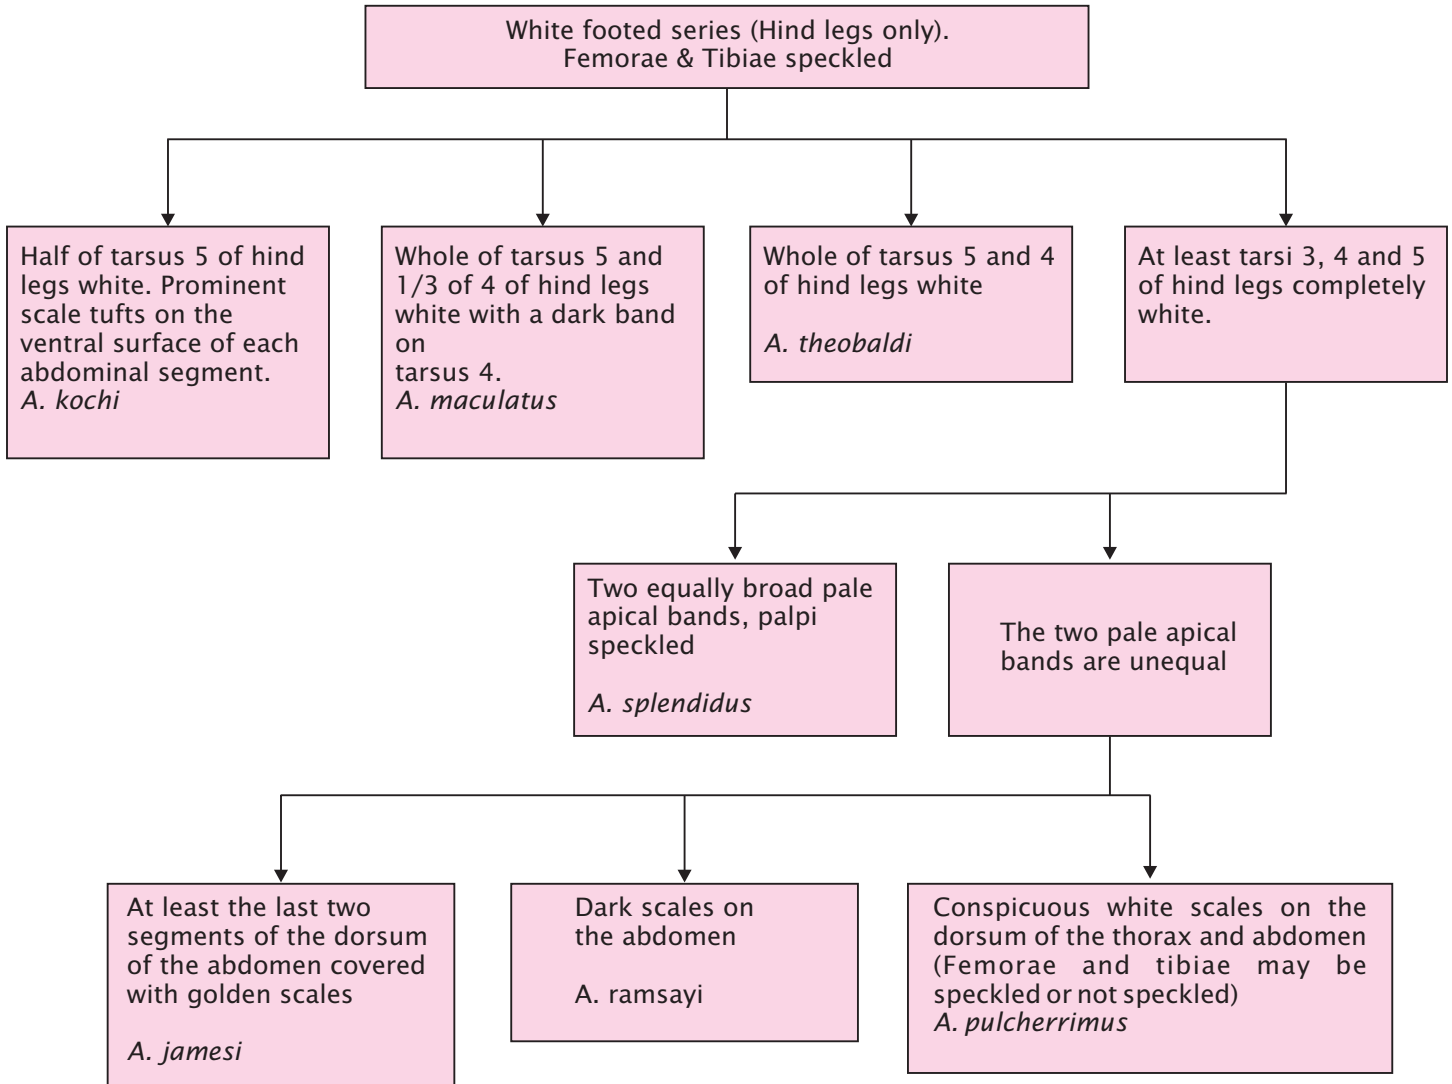 White footed series (Hind legs only).
Femorae & Tibiae speckled
Half of tarsus 5 of hind
legs white. Prominent
scale tufts on the
ventral surface of each
abdominal segment.
A. kochi
Whole of tarsus 5 and
1/3 of 4 of hind legs
white with a dark band
on
tarsus 4.
A. maculatus
Whole of tarsus 5 and 4
of hind legs white
A. theobaldi
At least tarsi 3, 4 and 5
of hind legs completely
white.
Two equally broad pale
apical bands, palpi
speckled
A. splendidus
The two pale apical
bands are unequal
At least the last two
segments of the dorsum
of the abdomen covered
with golden scales
A. jamesi
Dark scales on
the abdomen
A. ramsayi
Conspicuous white scales on the
dorsum of the thorax and abdomen
(Femorae and tibiae may be
speckled or not speckled)
A. pulcherrimus